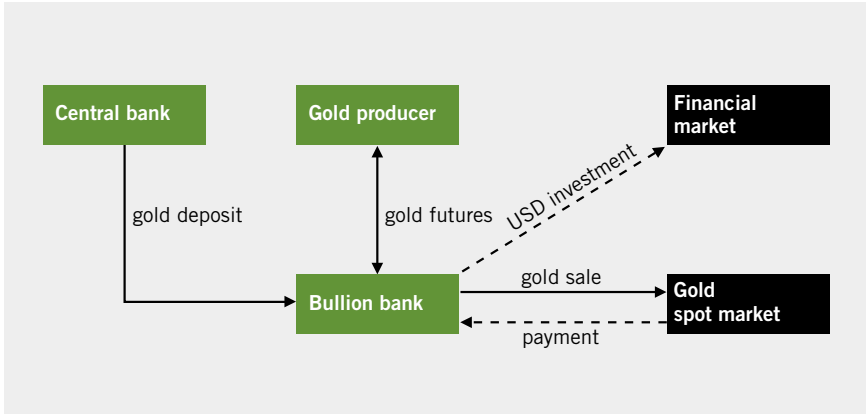 Central bank
Gold producer
Financial
market
USD investment
gold deposit
gold futures
gold sale
Bullion bank
Gold
spot market
payment